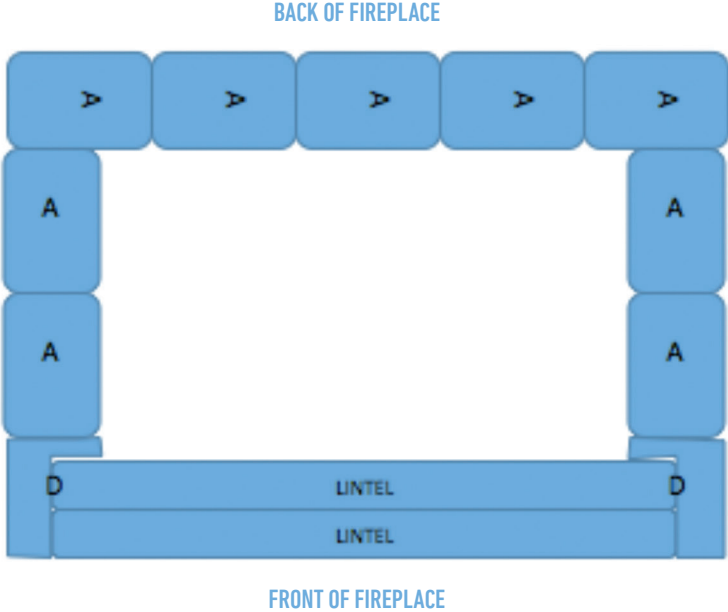 BACK OF FIREPLACE
A A A A A
A A
A A
D LINTEL D
LINTEL
FRONT OF FIREPLACE